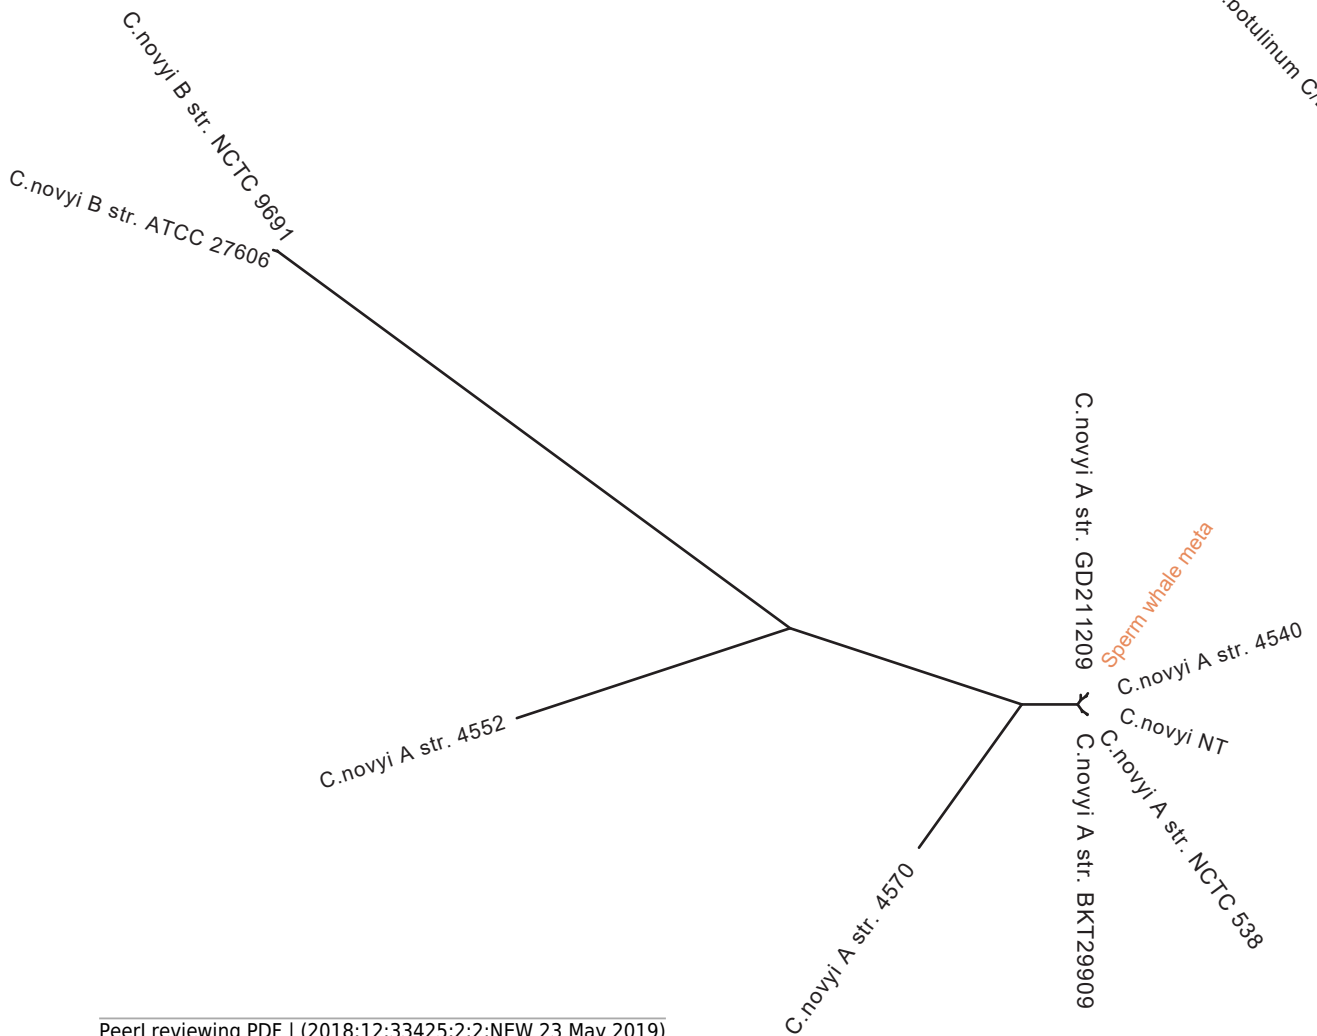 C.novyi B str. NCTC 9691
.botulinum C/
C.novyi B str. ATCC 27606
C.novyi A str. GD211209
Sperm whale meta
C.novyi A str. 4540
C.novyi NT
C.novyi A str. 4552
C.novyi A str. NCTC 538
C.novyi A str. BKT29909
C.novyi A str. 4570
PeerJ reviewing PDF | (2018:12:33425:2:2:NEW 23 May 2019)